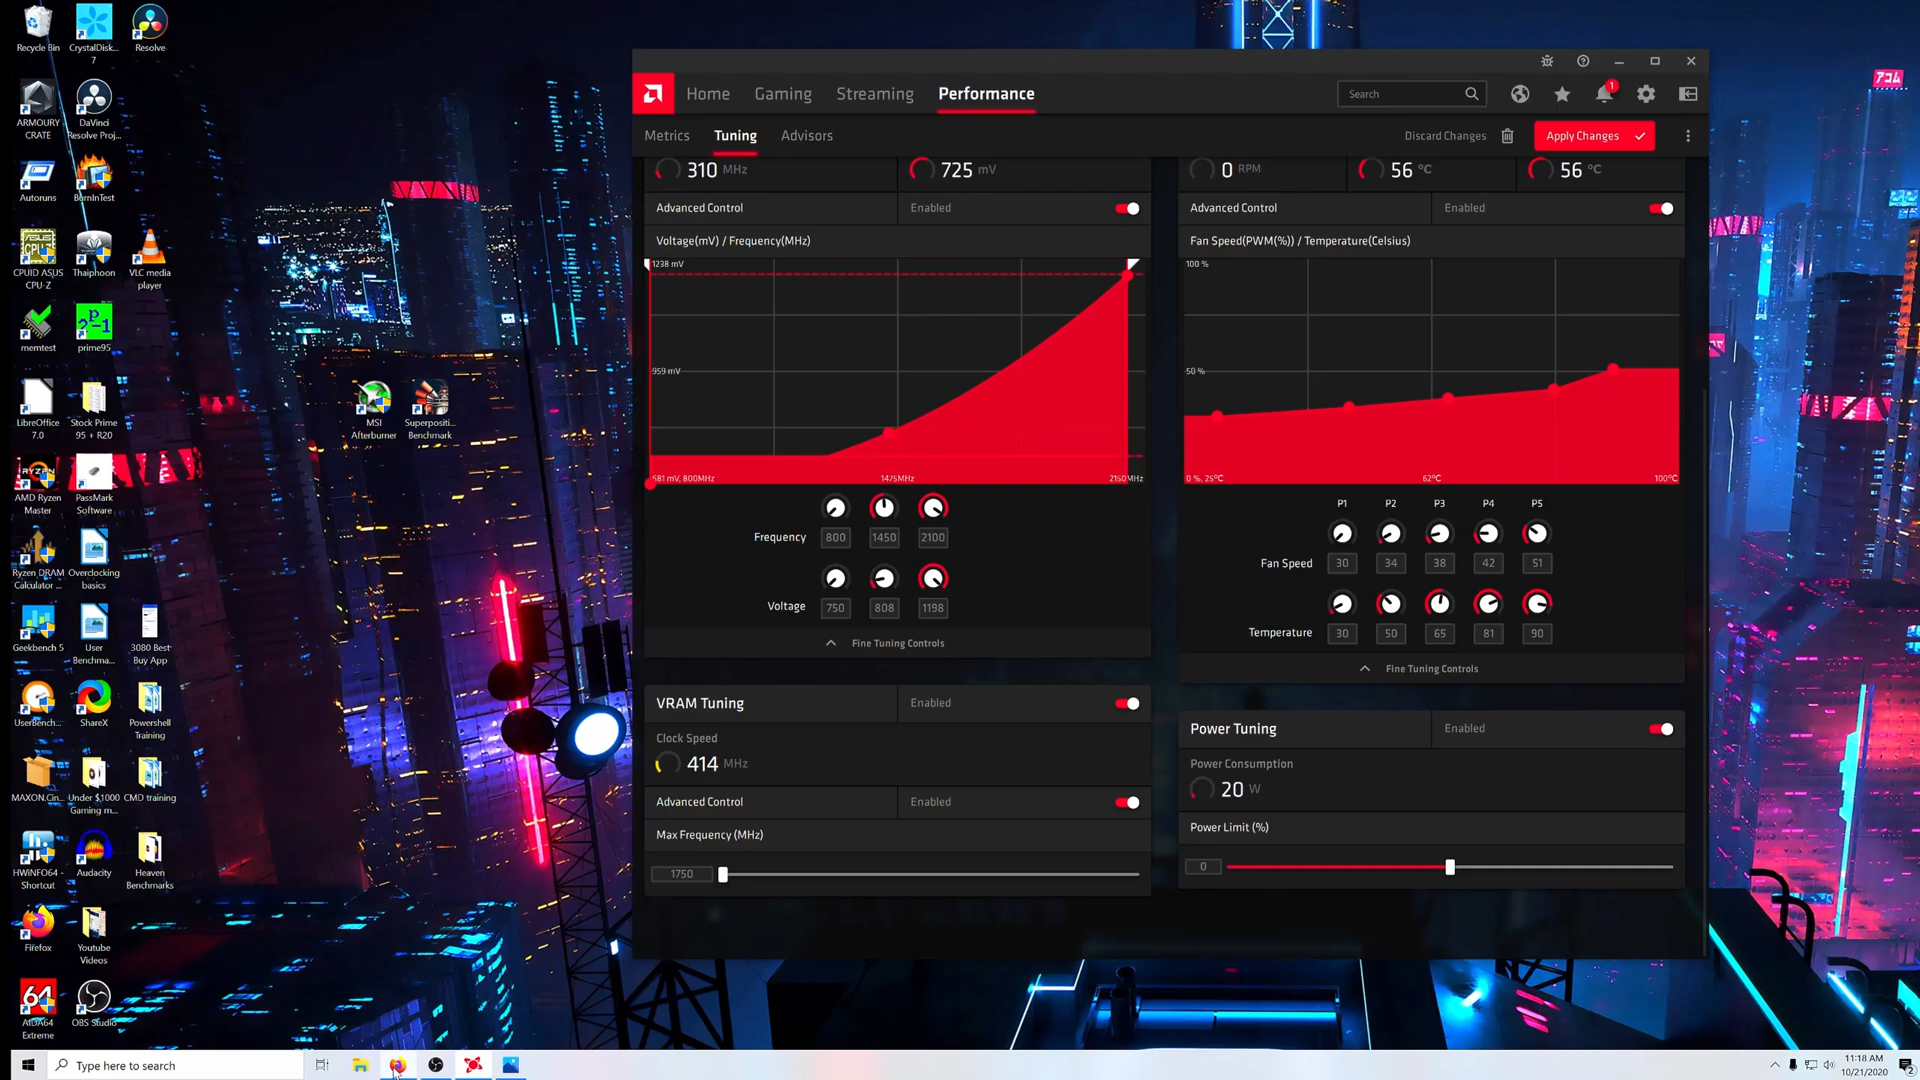 Recycle Bin
CrystalDisk...
7
Resolve
ARMOURY
CRATE
DaVinci
Resolve Proj...
Autoruns
BurnInTest
CPUID ASUS
CPU-Z
Thaiphoon
VLC media
player
memtest
prime95
LibreOffice
7.0
Stock Prime
95 + R20
MSI
Afterburner
Superpositi...
Benchmark
AMD Ryzen
Master
PassMark
Software
Ryzen DRAM
Calculator ...
Overclocking
basics
Geekbench 5
User
Benchma...
3080 Best
Buy App
UserBench...
ShareX
Powershell
Training
MAXON.Cin...
Under $1000
Gaming m...
CMD training
HWiNFO64 -
Shortcut
Audacity
Heaven
Benchmarks
Firefox
Youtube
Videos
64
AIDA64
Extreme
OBS Studio
Home Gaming Streaming Performance
Search
1
Metrics Tuning Advisors
Discard Changes
Apply Changes
310 MHz
725 mV
Advanced Control
Enabled
Voltage(mV) / Frequency(MHz)
1238 mV
959 mV
581 mV, 800MHz
1475MHz
2150MHz
Frequency 800 1450 2100
Voltage 750 808 1198
Fine Tuning Controls
VRAM Tuning
Enabled
Clock Speed
414 MHz
Advanced Control
Enabled
Max Frequency (MHz)
1750
0 RPM
56 °C
56 °C
Advanced Control
Enabled
Fan Speed(PWM(%)) / Temperature(Celsius)
100 %
50 %
0 %, 25°C
62°C
100°C
P1 P2 P3 P4 P5
Fan Speed 30 34 38 42 51
Temperature 30 50 65 81 90
Fine Tuning Controls
Power Tuning
Enabled
Power Consumption
20 W
Power Limit (%)
0
アコム
Type here to search
11:18 AM
10/21/2020
2